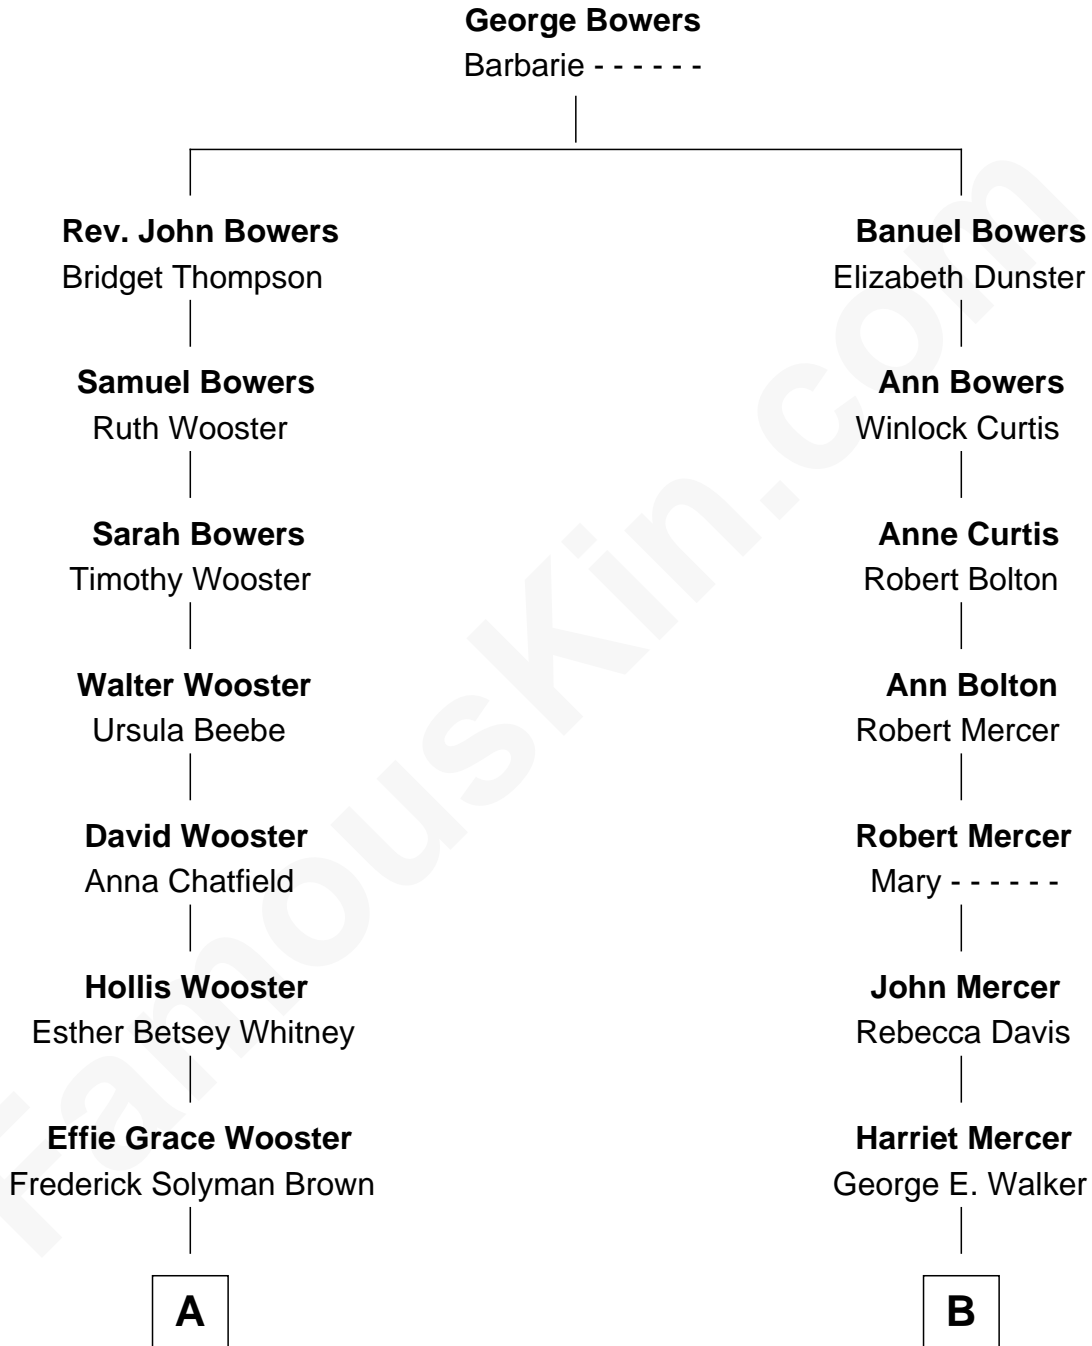 George Bowers
Barbarie - - - - - -
Rev. John Bowers
Bridget Thompson
Banuel Bowers
Elizabeth Dunster
Samuel Bowers
Ruth Wooster
Ann Bowers
Winlock Curtis
Sarah Bowers
Timothy Wooster
Anne Curtis
Robert Bolton
Walter Wooster
Ursula Beebe
Ann Bolton
Robert Mercer
David Wooster
Anna Chatfield
Robert Mercer
Mary - - - - - -
Hollis Wooster
Esther Betsey Whitney
John Mercer
Rebecca Davis
Effie Grace Wooster
Frederick Solyman Brown
Harriet Mercer
George E. Walker
A
B
FamousKin.com